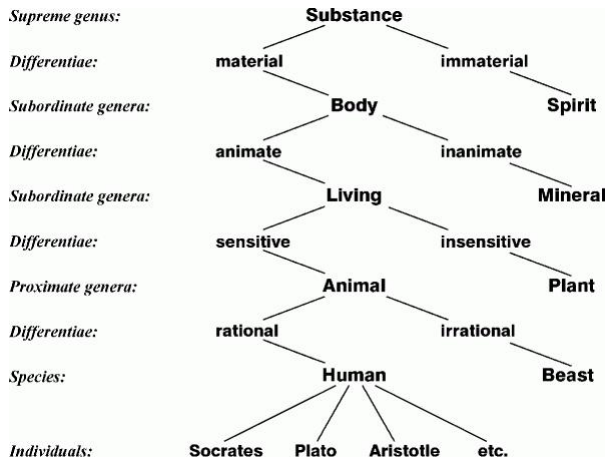 Supreme genus: Substance
Differentiae: material immaterial
Subordinate genera: Body Spirit
Differentiae: animate inanimate
Subordinate genera: Living Mineral
Differentiae: sensitive insensitive
Proximate genera: Animal Plant
Differentiae: rational irrational
Species: Human Beast
Individuals: Socrates Plato Aristotle etc.